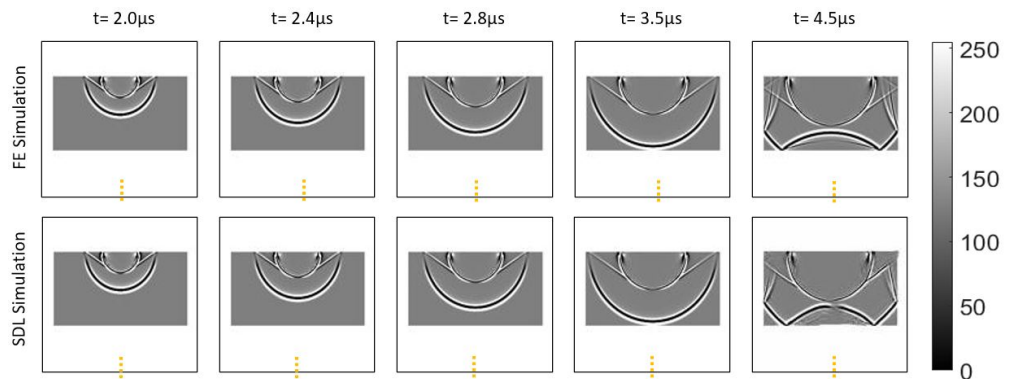 t= 2.0µs t= 2.4µs t= 2.8µs t= 3.5µs t= 4.5µs
FE Simulation
SDL Simulation
250
200
150
100
50
0